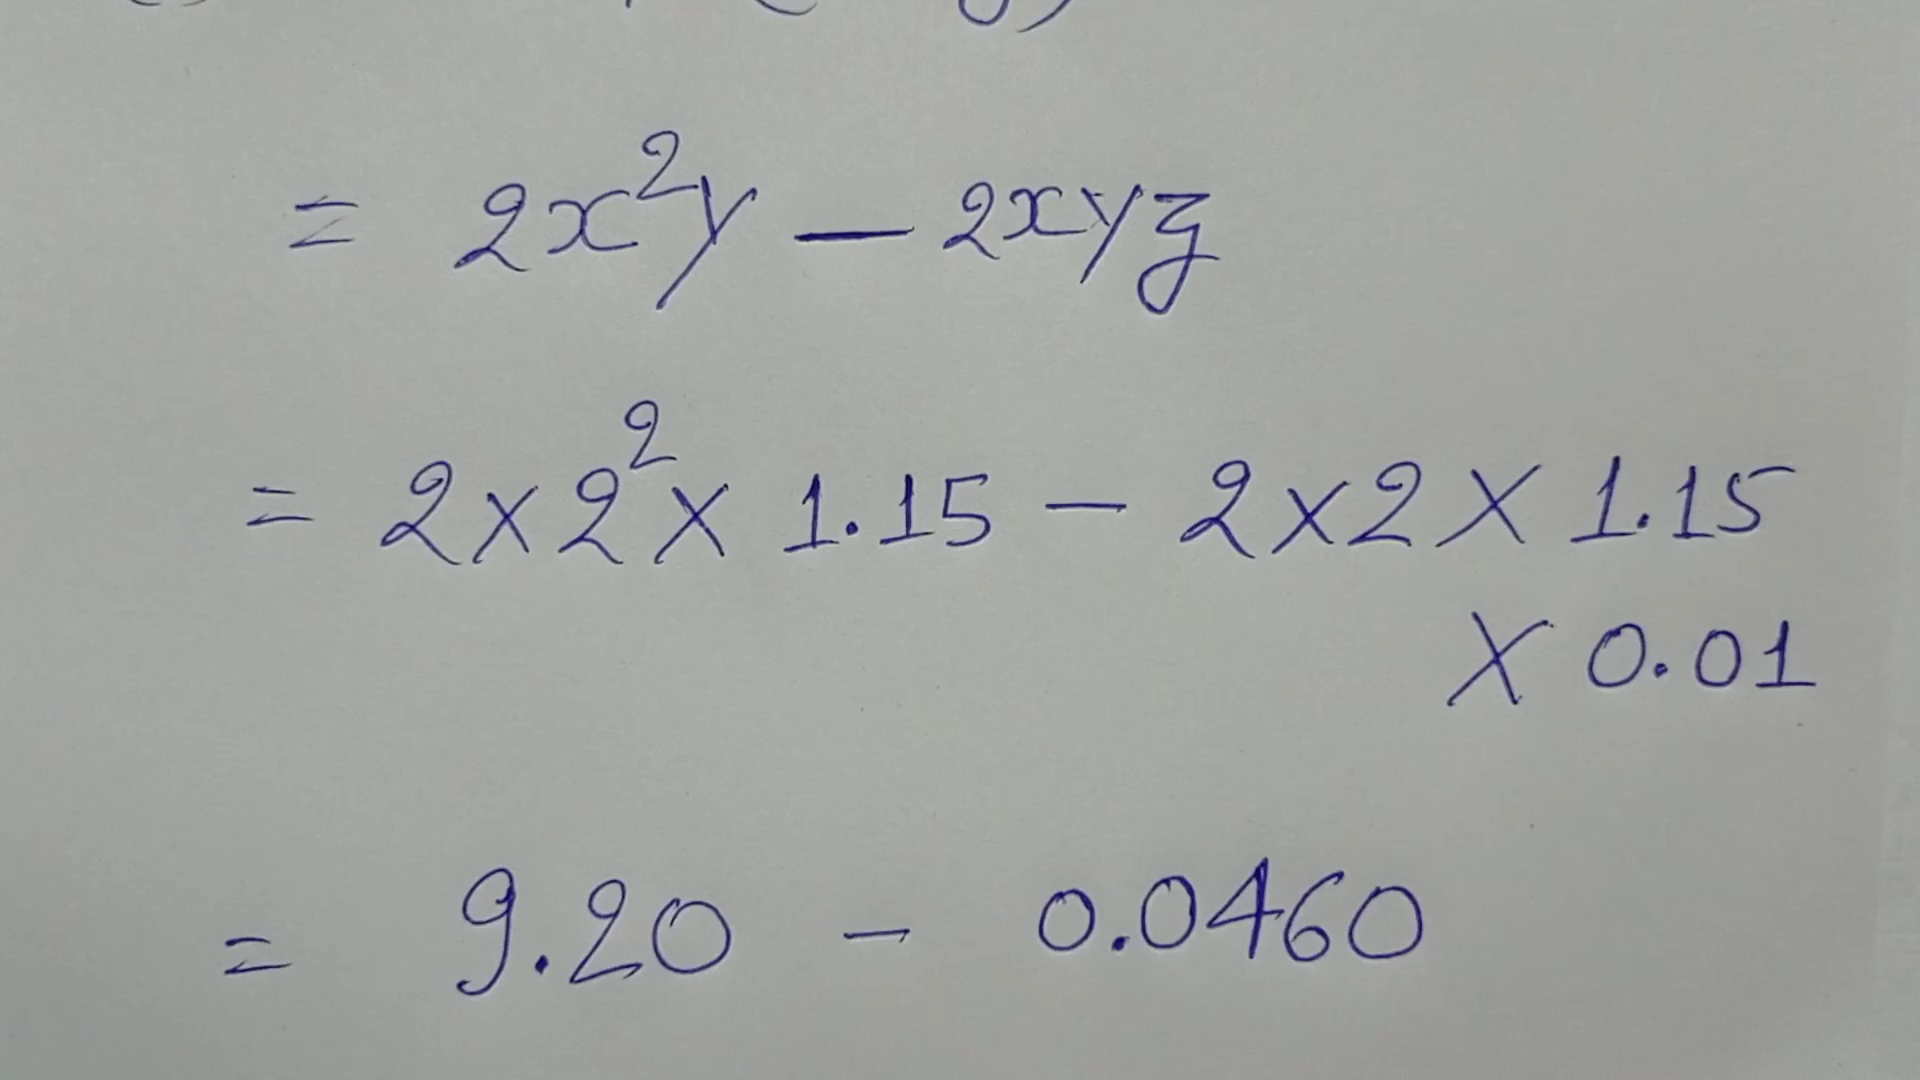 = 2x²y - 2xyz
= 2 x 2² x 1.15 - 2 x 2 x 1.15
x 0.01
= 9.20 - 0.0460